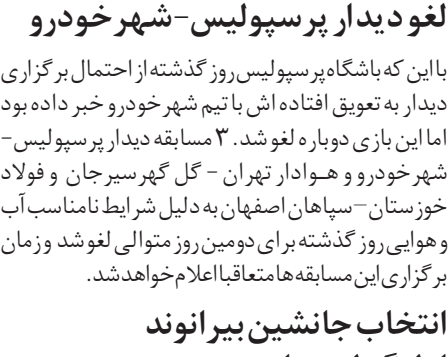 لغو دیدار پرسپولیس-شهرخودرو
با این که باشگاه پرسپولیس روز گذشته از احتمال برگزاری
دیدار به تعویق افتاده اش با تیم شهرخودرو خبر داده بود
اما این بازی دوباره لغو شد. ۳ مسابقه دیدار پرسپولیس-
شهرخودرو و هوادار تهران - گل گهر سیرجان و فولاد
خوزستان –سپاهان اصفهان به دلیل شرایط نامناسب آب
و هوایی روز گذشته برای دومین روز متوالی لغو شد و زمان
برگزاری این مسابقه ها متعاقبا اعلام خواهد شد.
انتخاب جانشین بیرانوند